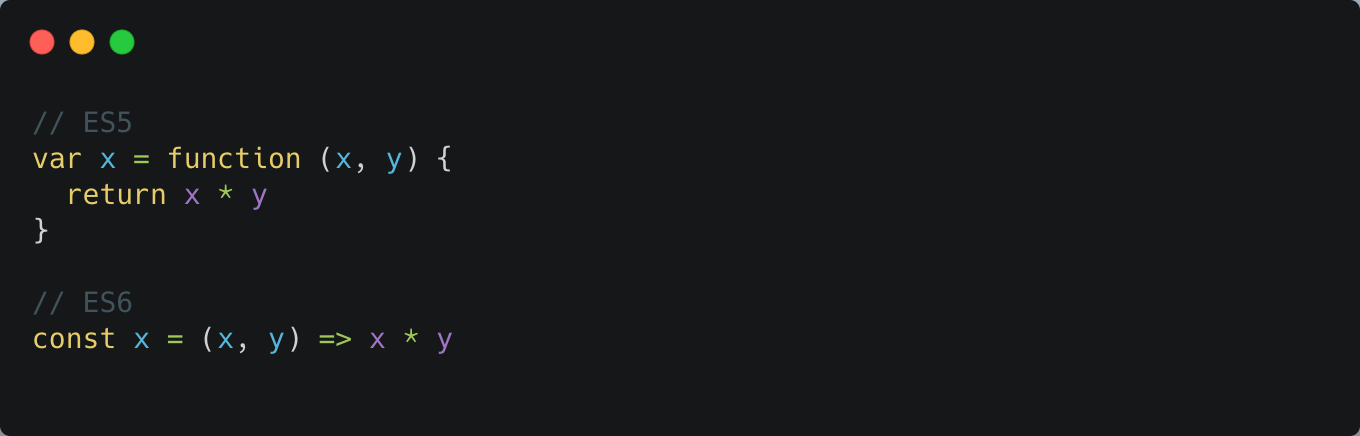 // ES5
var x = function (x, y) {
  return x * y
}

// ES6
const x = (x, y) => x * y